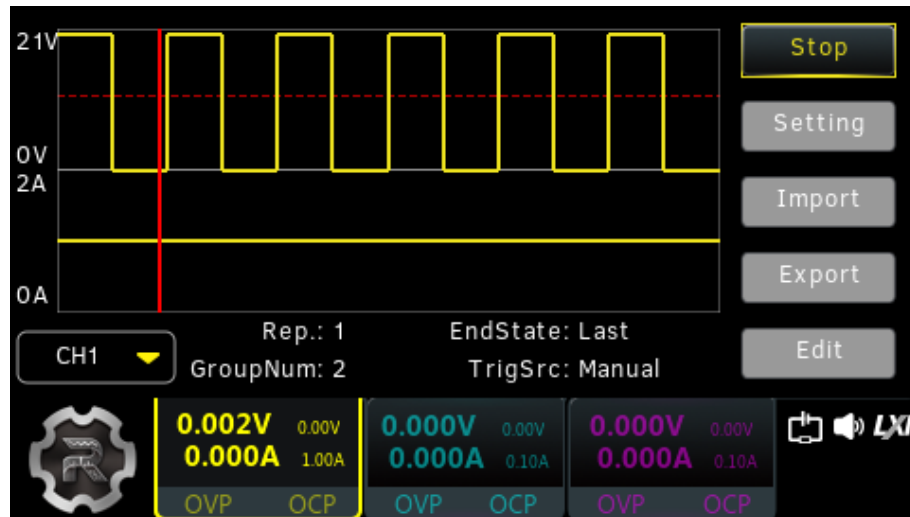 21V
0V
2A
0A
Stop
Setting
Import
Export
Edit
CH1
Rep.: 1
EndState: Last
GroupNum: 2
TrigSrc: Manual
0.002V 0.00V
0.000A 1.00A
OVP OCP
0.000V 0.00V
0.000A 0.10A
OVP OCP
0.000V 0.00V
0.000A 0.10A
OVP OCP
LXI